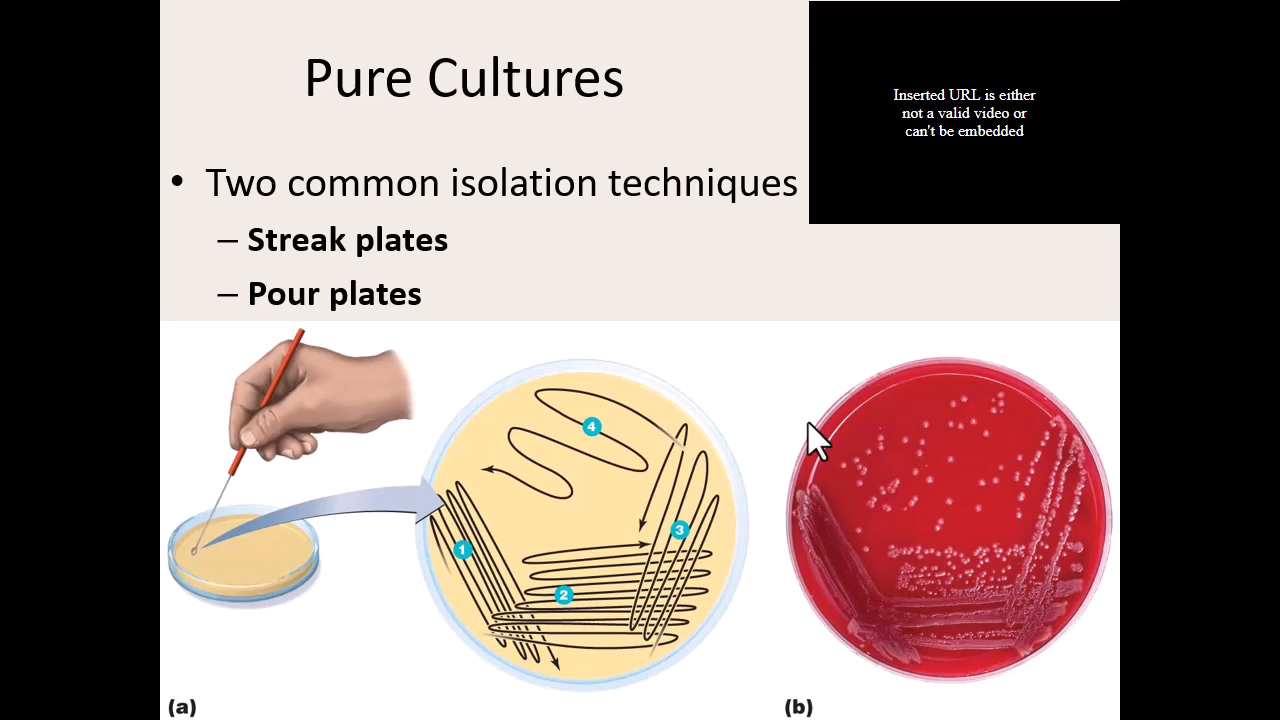 Pure Cultures
Inserted URL is either
not a valid video or
can't be embedded
• Two common isolation techniques
– Streak plates
– Pour plates
4
3
1
2
(a)
(b)